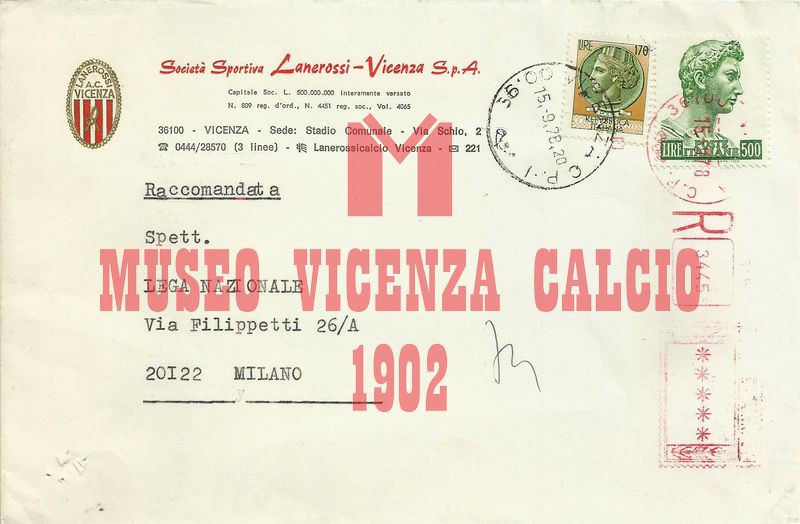 LANEROSSI
A.C.
VICENZA
Società Sportiva Lanerossi-Vicenza S.p.A.
Capitale Soc. L. 500.000.000 interamente versato
N. 809 reg. d'ord., N. 4451 reg. soc., Vol. 4065
36100 - VICENZA - Sede: Stadio Comunale - Via Schio, 2
☎ 0444/28570 (3 linee) - Lanerossicalcio Vicenza - ✉ 221
LIRE 170
REPUBBLICA
ITALIANA
LIRE 500
15.-9.78.20
Raccomandata
M
Spett.
MUSEO VICENZA CALCIO
LEGA NAZIONALE
Via Filippetti 26/A
1902
20122 MILANO
R
3445
*****